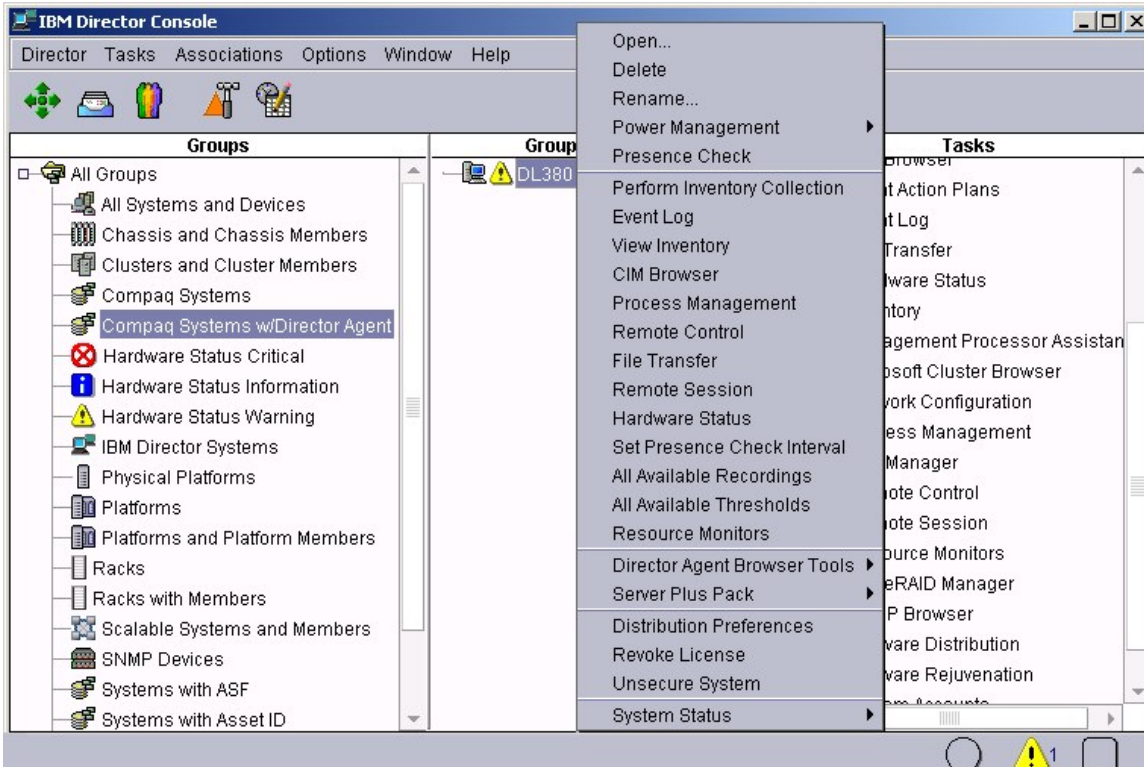 IBM Director Console
Director Tasks Associations Options Window Help
Groups
All Groups
All Systems and Devices
Chassis and Chassis Members
Clusters and Cluster Members
Compaq Systems
Compaq Systems w/Director Agent
Hardware Status Critical
Hardware Status Information
Hardware Status Warning
IBM Director Systems
Physical Platforms
Platforms
Platforms and Platform Members
Racks
Racks with Members
Scalable Systems and Members
SNMP Devices
Systems with ASF
Systems with Asset ID
Group
DL380
Open...
Delete
Rename...
Power Management
Presence Check
Perform Inventory Collection
Event Log
View Inventory
CIM Browser
Process Management
Remote Control
File Transfer
Remote Session
Hardware Status
Set Presence Check Interval
All Available Recordings
All Available Thresholds
Resource Monitors
Director Agent Browser Tools
Server Plus Pack
Distribution Preferences
Revoke License
Unsecure System
System Status
Tasks
Browser
t Action Plans
t Log
Transfer
ware Status
ntory
agement Processor Assistan
osoft Cluster Browser
vork Configuration
ess Management
Manager
ote Control
ote Session
ource Monitors
eRAID Manager
P Browser
ware Distribution
ware Rejuvenation
1